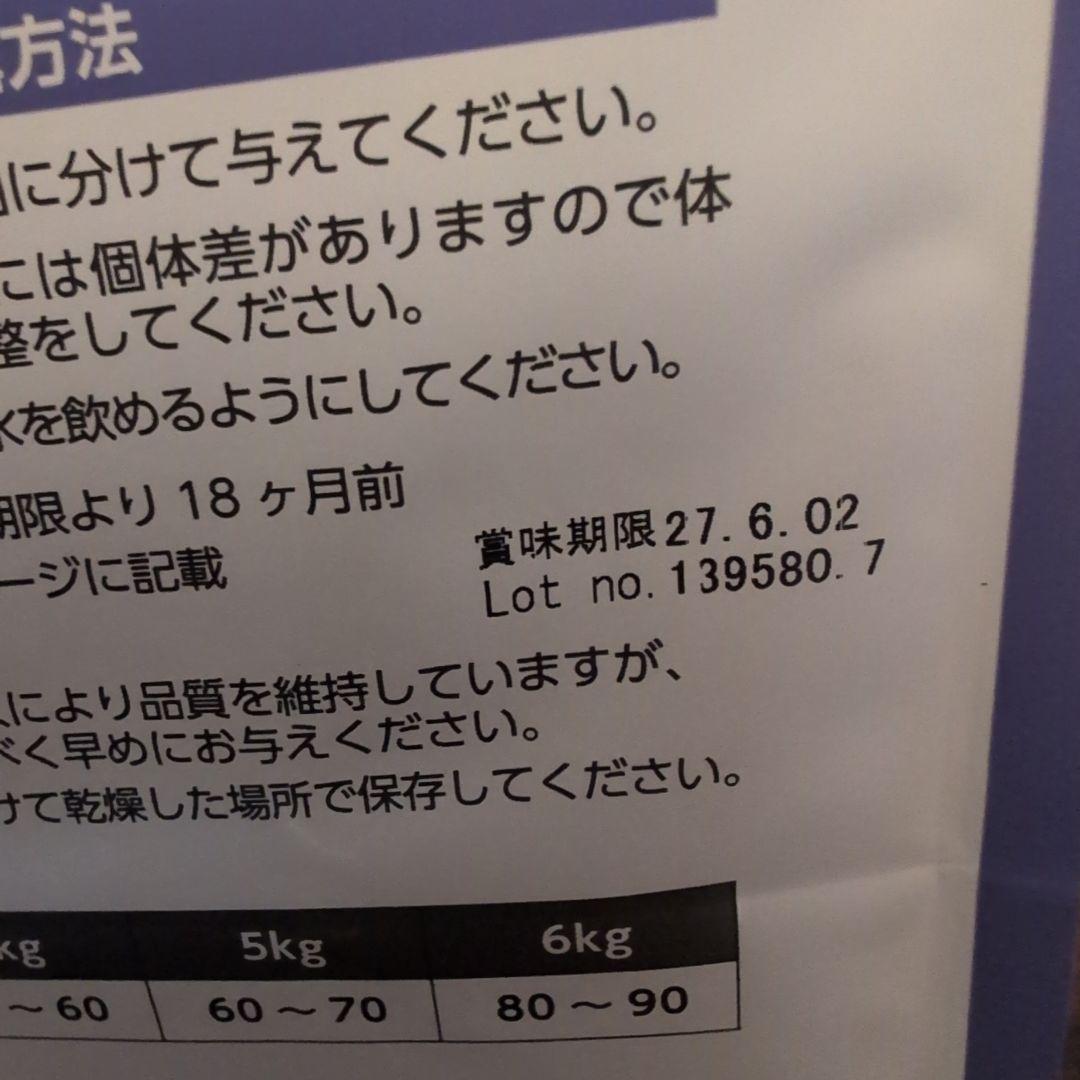 方法
に分けて与えてください。
には個体差がありますので体
整をしてください。
水を飲めるようにしてください。
期限より 18 ヶ月前
賞味期限27.6.02
ージに記載
Lot no.139580.7
により品質を維持していますが、
べく早めにお与えください。
けて乾燥した場所で保存してください。
kg 5kg 6kg
～60 60～70 80～90